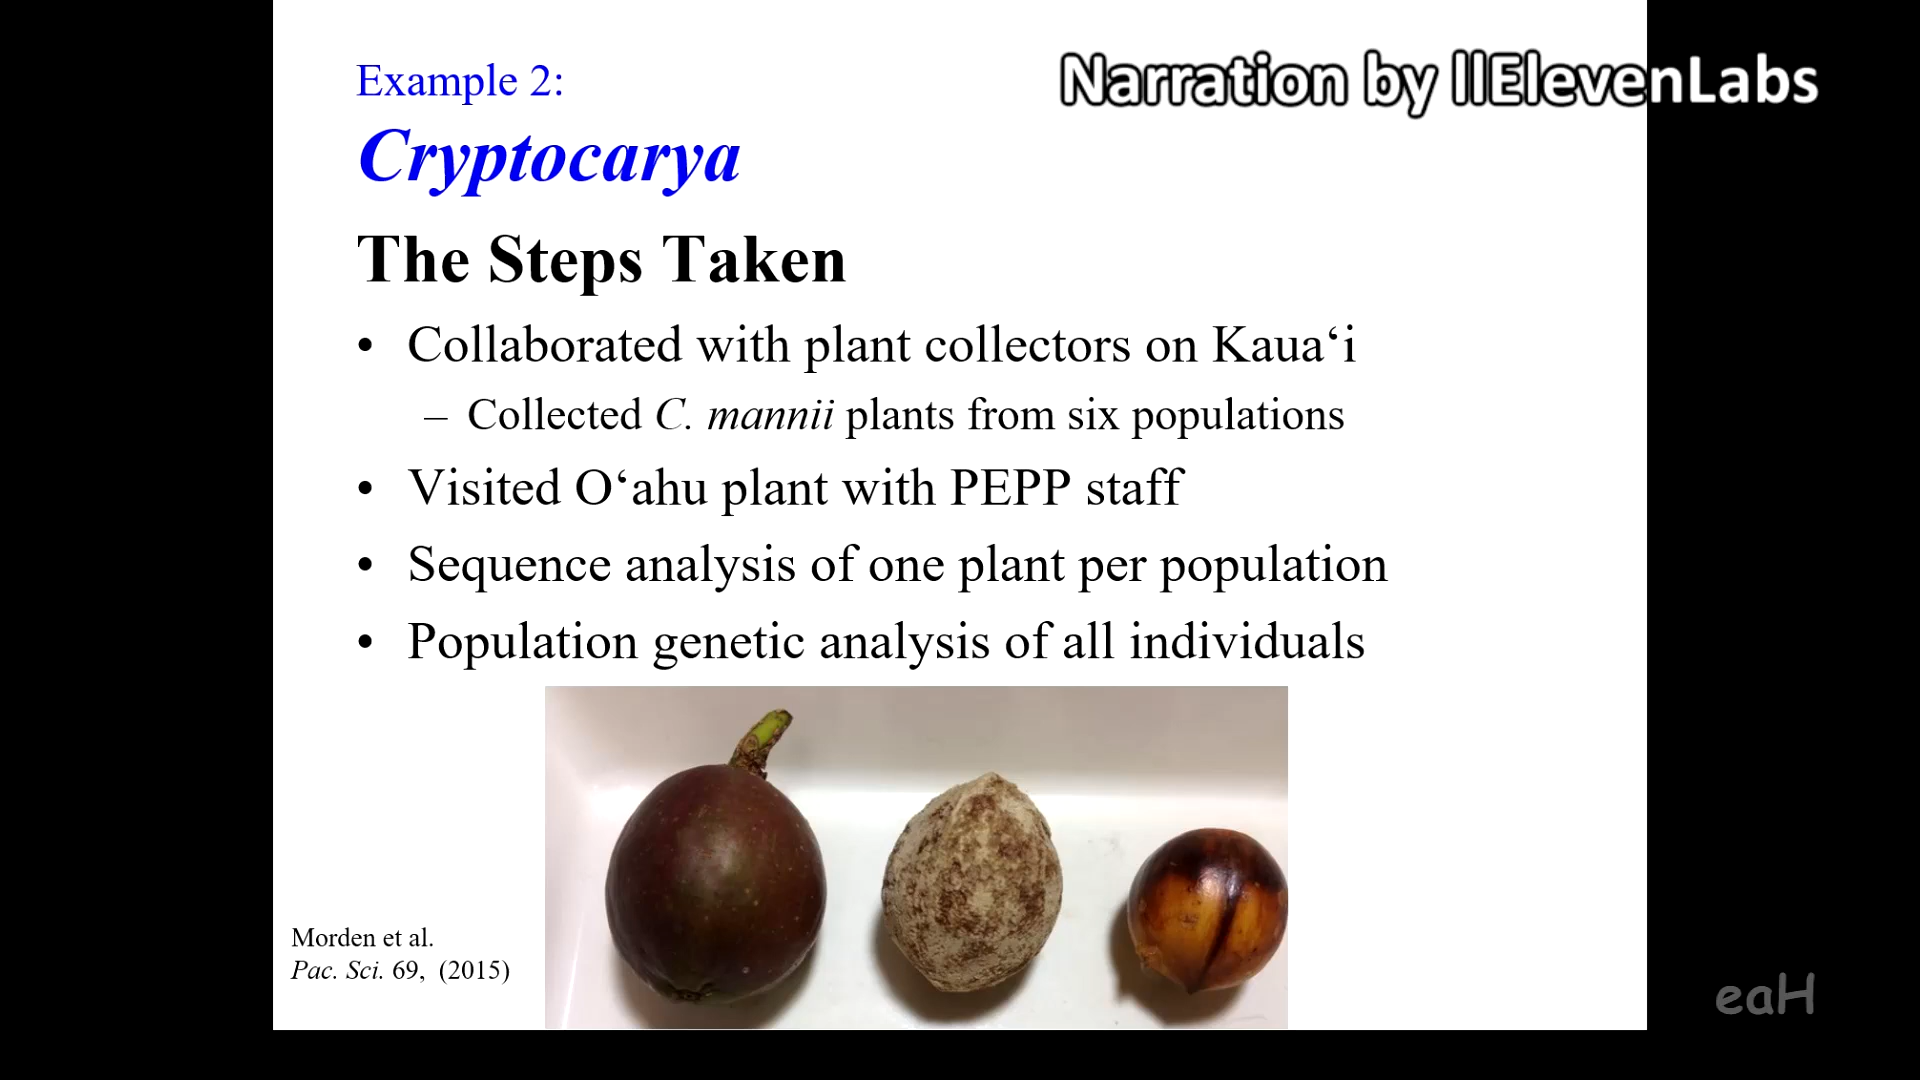 Example 2:
Narration by llElevenLabs
Cryptocarya
The Steps Taken
• Collaborated with plant collectors on Kaua‘i
– Collected C. mannii plants from six populations
• Visited O‘ahu plant with PEPP staff
• Sequence analysis of one plant per population
• Population genetic analysis of all individuals
Morden et al.
Pac. Sci. 69, (2015)
eaH